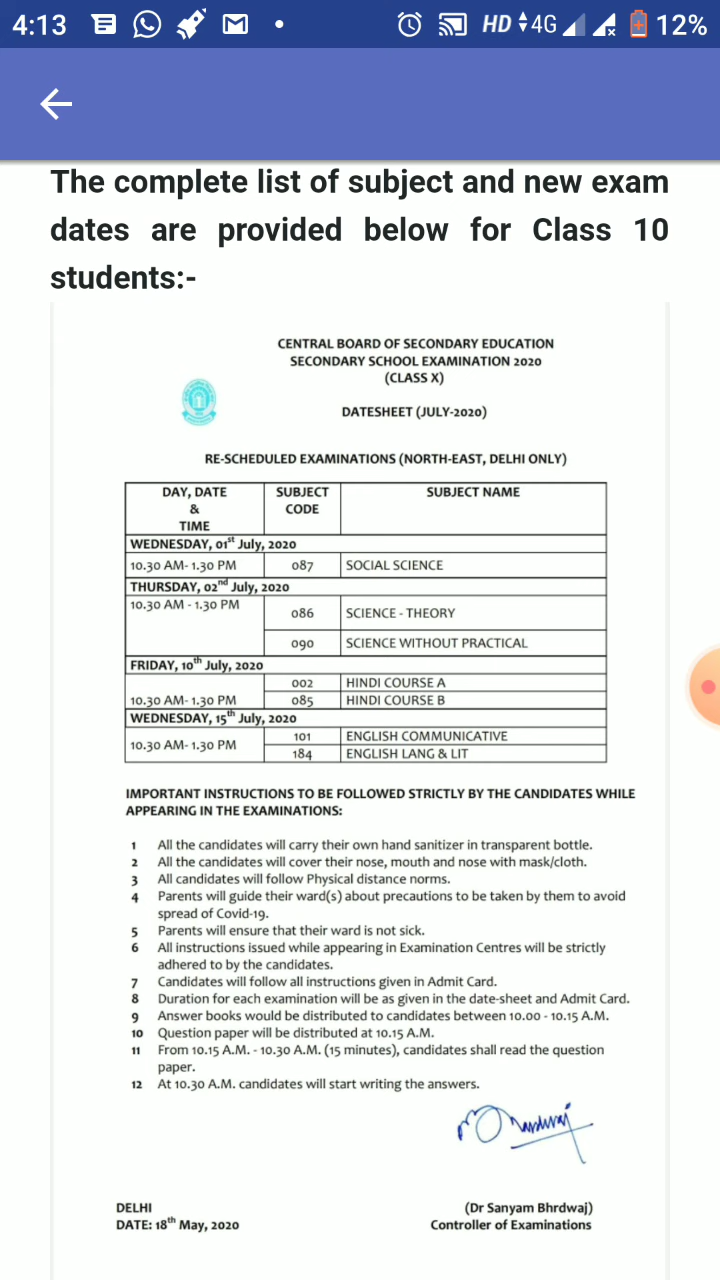 4:13 HD 4G 12%
The complete list of subject and new exam
dates are provided below for Class 10
students:-
CENTRAL BOARD OF SECONDARY EDUCATION
SECONDARY SCHOOL EXAMINATION 2020
(CLASS X)
DATESHEET (JULY-2020)
RE-SCHEDULED EXAMINATIONS (NORTH-EAST, DELHI ONLY)
DAY, DATE
&
TIME
SUBJECT
CODE
SUBJECT NAME
WEDNESDAY, 01st July, 2020
10.30 AM- 1.30 PM 087 SOCIAL SCIENCE
THURSDAY, 02nd July, 2020
10.30 AM - 1.30 PM
086 SCIENCE - THEORY
090 SCIENCE WITHOUT PRACTICAL
FRIDAY, 10th July, 2020
002 HINDI COURSE A
10.30 AM- 1.30 PM 085 HINDI COURSE B
WEDNESDAY, 15th July, 2020
10.30 AM- 1.30 PM
101 ENGLISH COMMUNICATIVE
184 ENGLISH LANG & LIT
IMPORTANT INSTRUCTIONS TO BE FOLLOWED STRICTLY BY THE CANDIDATES WHILE
APPEARING IN THE EXAMINATIONS:
1 All the candidates will carry their own hand sanitizer in transparent bottle.
2 All the candidates will cover their nose, mouth and nose with mask/cloth.
3 All candidates will follow Physical distance norms.
4 Parents will guide their ward(s) about precautions to be taken by them to avoid
spread of Covid-19.
5 Parents will ensure that their ward is not sick.
6 All instructions issued while appearing in Examination Centres will be strictly
adhered to by the candidates.
7 Candidates will follow all instructions given in Admit Card.
8 Duration for each examination will be as given in the date-sheet and Admit Card.
9 Answer books would be distributed to candidates between 10.00 - 10.15 A.M.
10 Question paper will be distributed at 10.15 A.M.
11 From 10.15 A.M. - 10.30 A.M. (15 minutes), candidates shall read the question
paper.
12 At 10.30 A.M. candidates will start writing the answers.
DELHI
DATE: 18th May, 2020
(Dr Sanyam Bhrdwaj)
Controller of Examinations